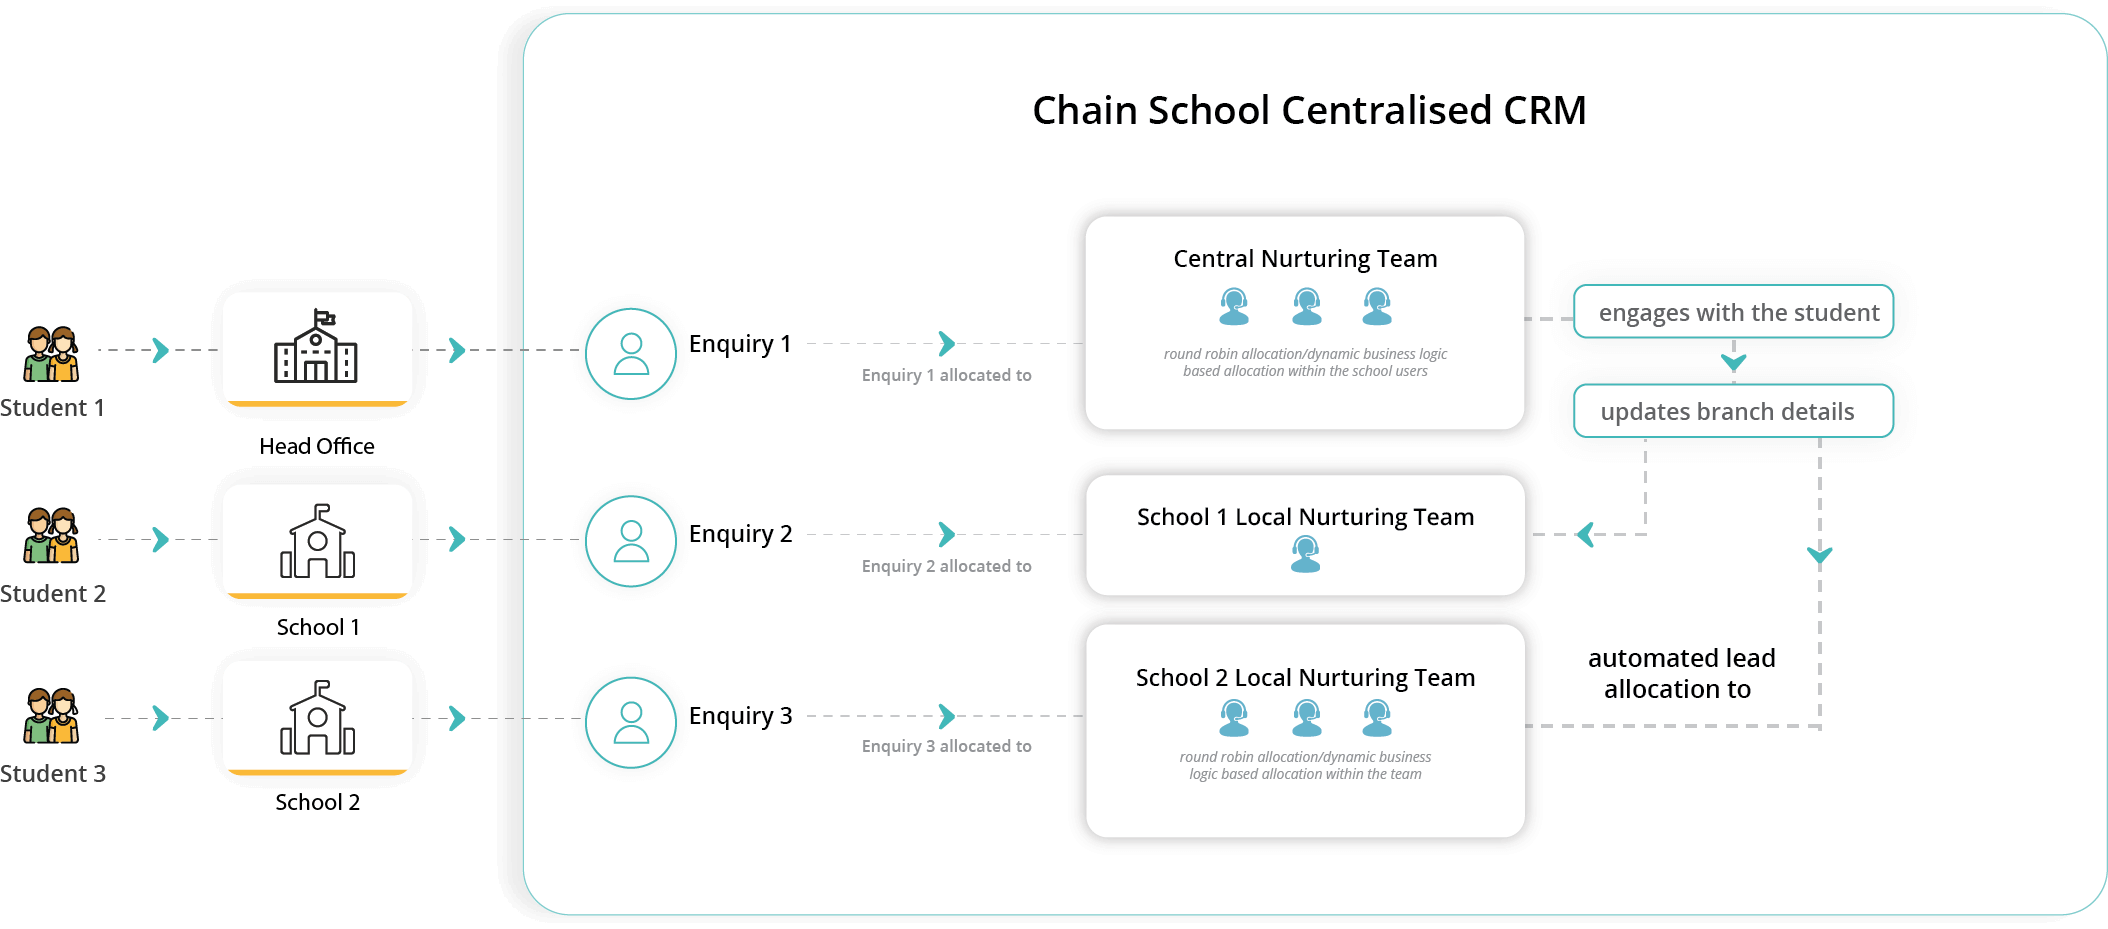 Chain School Centralised CRM
Student 1
Head Office
Enquiry 1
Enquiry 1 allocated to
Central Nurturing Team
round robin allocation/dynamic business logic
based allocation within the school users
engages with the student
updates branch details
Student 2
School 1
Enquiry 2
Enquiry 2 allocated to
School 1 Local Nurturing Team
Student 3
School 2
Enquiry 3
Enquiry 3 allocated to
School 2 Local Nurturing Team
round robin allocation/dynamic business
logic based allocation within the team
automated lead
allocation to